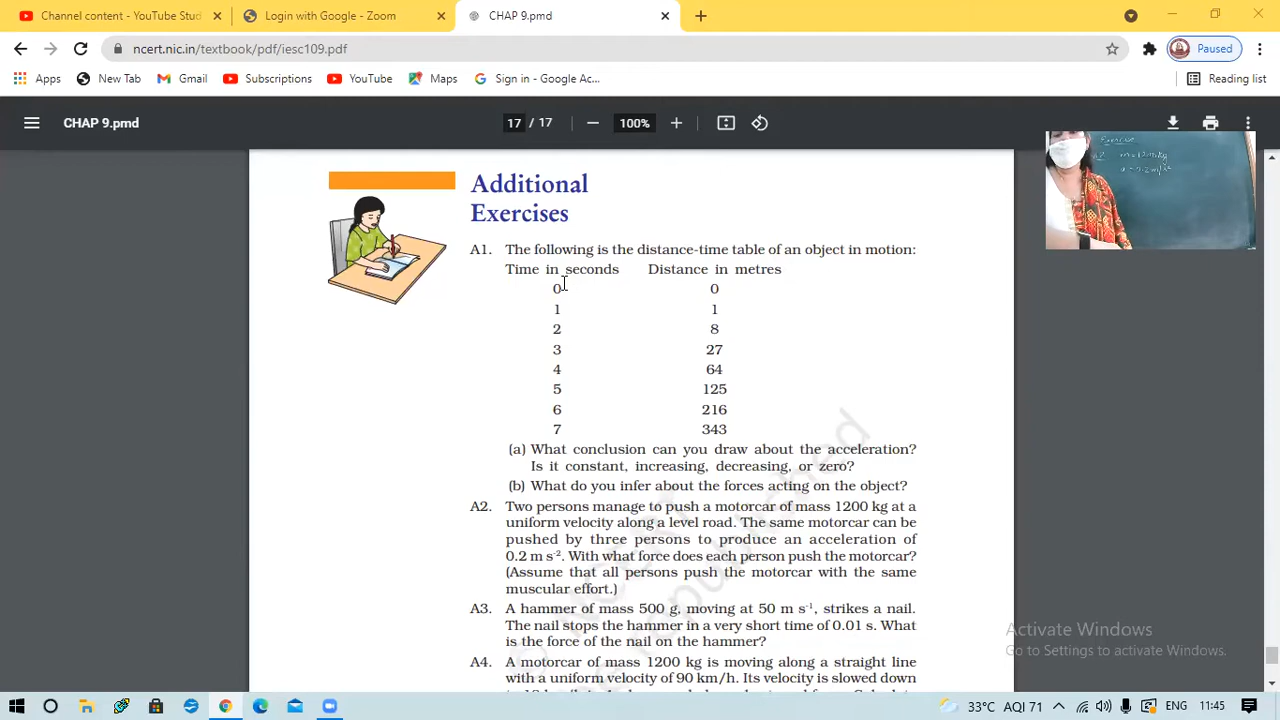 Channel content - YouTube Stud
Login with Google - Zoom
CHAP 9.pmd
ncert.nic.in/textbook/pdf/iesc109.pdf
Paused
Apps
New Tab
Gmail
Subscriptions
YouTube
Maps
Sign in - Google Ac...
Reading list
CHAP 9.pmd
17 / 17
100%
Exercise
A2 m = 1200 kg
a = 0.2 m/s²
Additional
Exercises
A1. The following is the distance-time table of an object in motion:
Time in seconds Distance in metres
0 0
1 1
2 8
3 27
4 64
5 125
6 216
7 343
(a) What conclusion can you draw about the acceleration?
Is it constant, increasing, decreasing, or zero?
(b) What do you infer about the forces acting on the object?
A2. Two persons manage to push a motorcar of mass 1200 kg at a
uniform velocity along a level road. The same motorcar can be
pushed by three persons to produce an acceleration of
0.2 m s-2. With what force does each person push the motorcar?
(Assume that all persons push the motorcar with the same
muscular effort.)
A3. A hammer of mass 500 g, moving at 50 m s-1, strikes a nail.
The nail stops the hammer in a very short time of 0.01 s. What
is the force of the nail on the hammer?
A4. A motorcar of mass 1200 kg is moving along a straight line
with a uniform velocity of 90 km/h. Its velocity is slowed down
republished
Activate Windows
Go to Settings to activate Windows.
33°C AQI 71
ENG
11:45